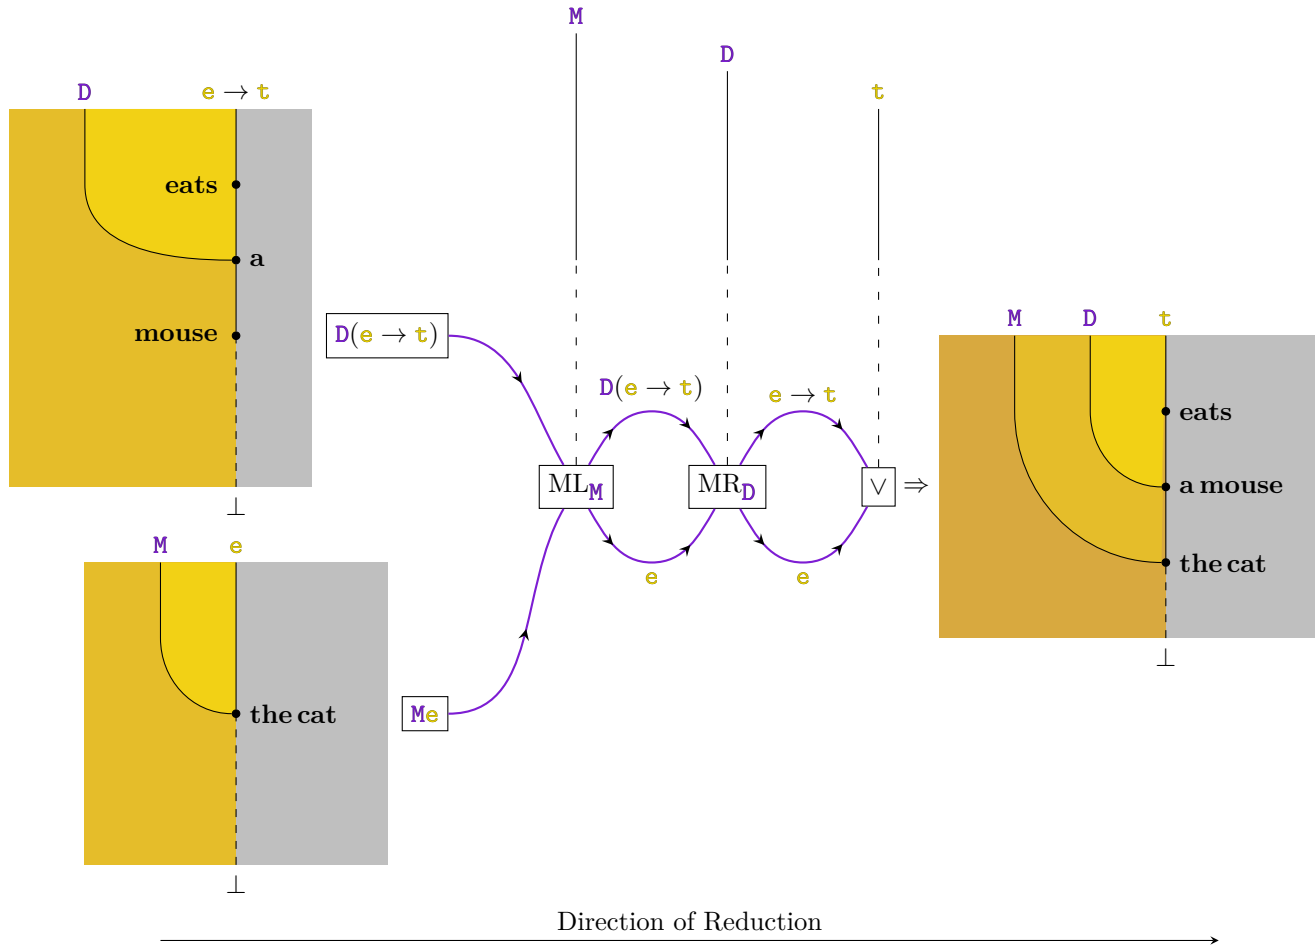 M
D
D
e → t
t
eats
a
mouse
D(e → t)
M
D
t
D(e → t)
e → t
eats
ML_M
MR_D
∨
⇒
a mouse
⊥
M
e
e
e
the cat
⊥
the cat
Me
⊥
Direction of Reduction